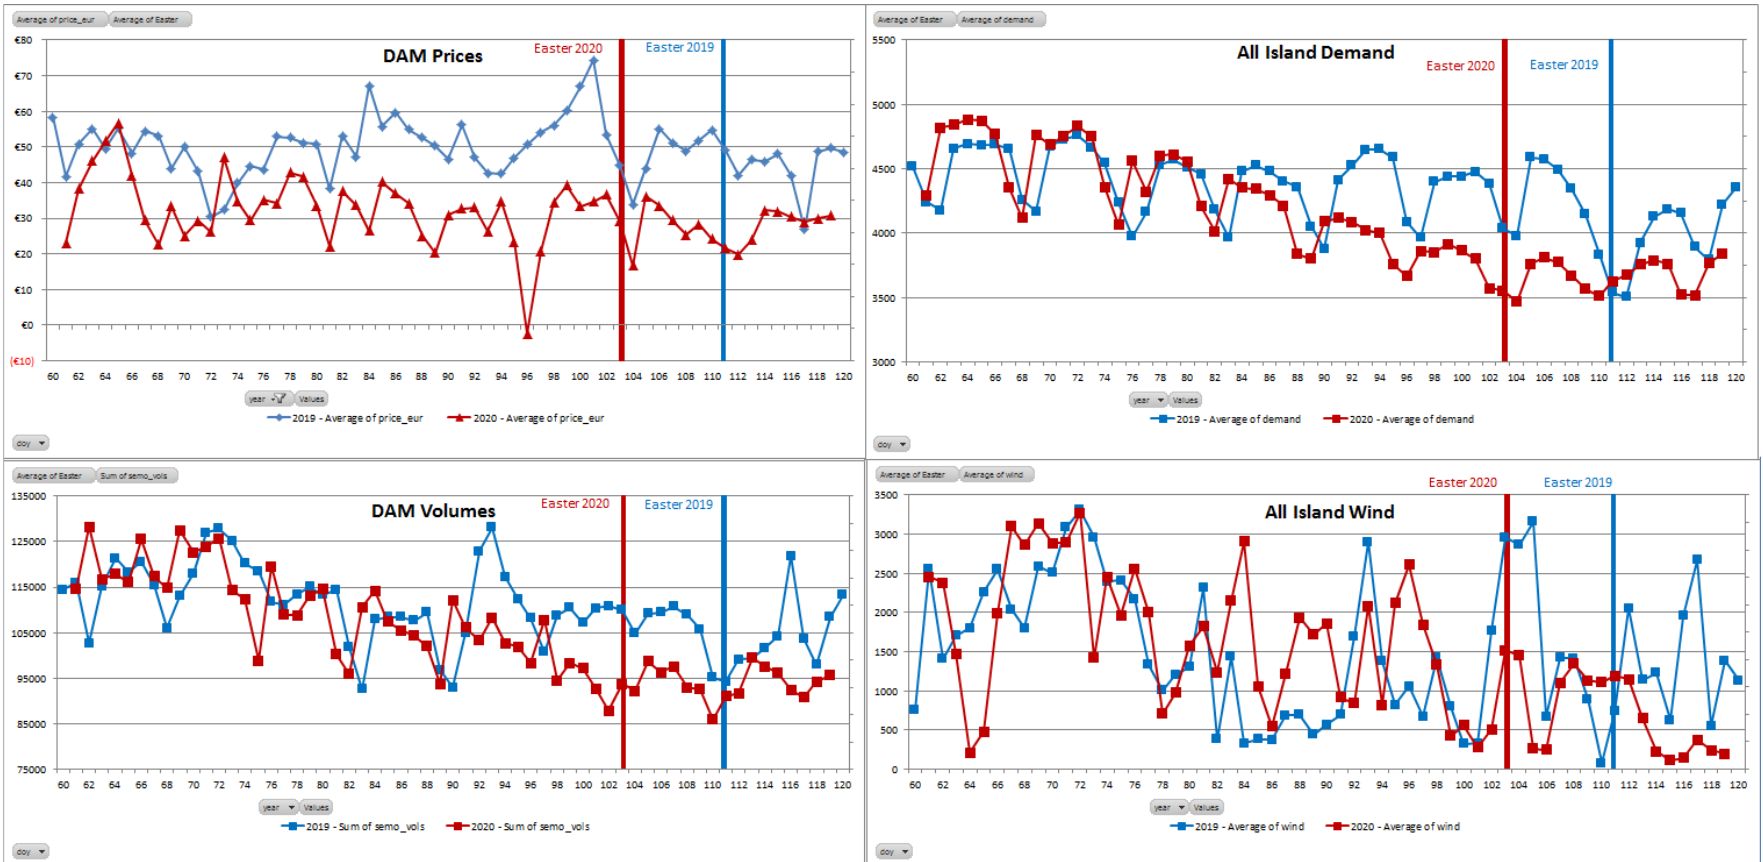 Average of price_eur Average of Easter
DAM Prices
Easter 2020
Easter 2019
€80
€70
€60
€50
€40
€30
€20
€10
€0
(€10)
60 62 64 66 68 70 72 74 76 78 80 82 84 86 88 90 92 94 96 98 100 102 104 106 108 110 112 114 116 118 120
year Values
2019 - Average of price_eur 2020 - Average of price_eur
doy
Average of Easter Average of demand
All Island Demand
Easter 2020
Easter 2019
5500
5000
4500
4000
3500
3000
60 62 64 66 68 70 72 74 76 78 80 82 84 86 88 90 92 94 96 98 100 102 104 106 108 110 112 114 116 118 120
year Values
2019 - Average of demand 2020 - Average of demand
doy
Average of Easter Sum of semo_vols
DAM Volumes
Easter 2020
Easter 2019
135000
125000
115000
105000
95000
85000
75000
60 62 64 66 68 70 72 74 76 78 80 82 84 86 88 90 92 94 96 98 100 102 104 106 108 110 112 114 116 118 120
year Values
2019 - Sum of semo_vols 2020 - Sum of semo_vols
doy
Average of Easter Average of wind
All Island Wind
Easter 2020
Easter 2019
3500
3000
2500
2000
1500
1000
500
0
60 62 64 66 68 70 72 74 76 78 80 82 84 86 88 90 92 94 96 98 100 102 104 106 108 110 112 114 116 118 120
year Values
2019 - Average of wind 2020 - Average of wind
doy